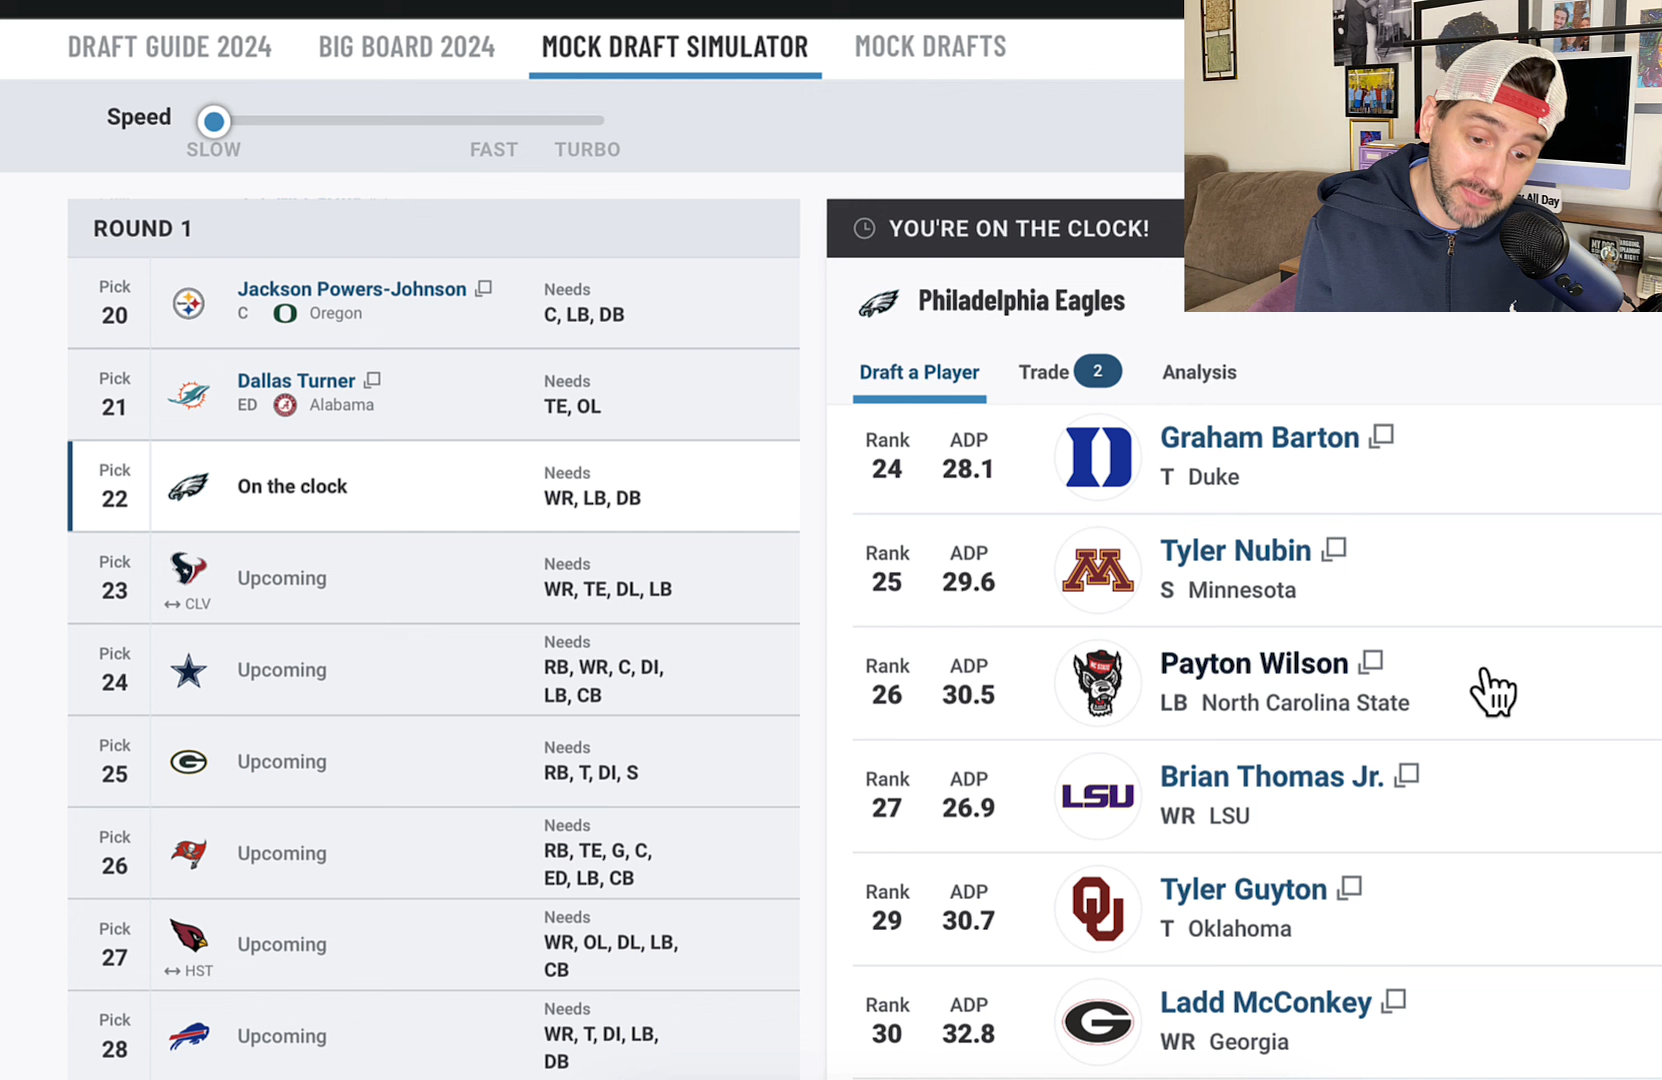 DRAFT GUIDE 2024
BIG BOARD 2024
MOCK DRAFT SIMULATOR
MOCK DRAFTS
Speed
SLOW
FAST
TURBO
ROUND 1
Pick
20
Jackson Powers-Johnson
C
Oregon
Needs
C, LB, DB
Pick
21
Dallas Turner
ED
Alabama
Needs
TE, OL
Pick
22
On the clock
Needs
WR, LB, DB
Pick
23
↔ CLV
Upcoming
Needs
WR, TE, DL, LB
Pick
24
Upcoming
Needs
RB, WR, C, DI,
LB, CB
Pick
25
Upcoming
Needs
RB, T, DI, S
Pick
26
Upcoming
Needs
RB, TE, G, C,
ED, LB, CB
Pick
27
↔ HST
Upcoming
Needs
WR, OL, DL, LB,
CB
Pick
28
Upcoming
Needs
WR, T, DI, LB,
DB
YOU'RE ON THE CLOCK!
Philadelphia Eagles
Draft a Player
Trade 2
Analysis
Rank
24
ADP
28.1
Graham Barton
T Duke
Rank
25
ADP
29.6
Tyler Nubin
S Minnesota
Rank
26
ADP
30.5
Payton Wilson
LB North Carolina State
Rank
27
ADP
26.9
LSU
Brian Thomas Jr.
WR LSU
Rank
29
ADP
30.7
Tyler Guyton
T Oklahoma
Rank
30
ADP
32.8
Ladd McConkey
WR Georgia
All Day